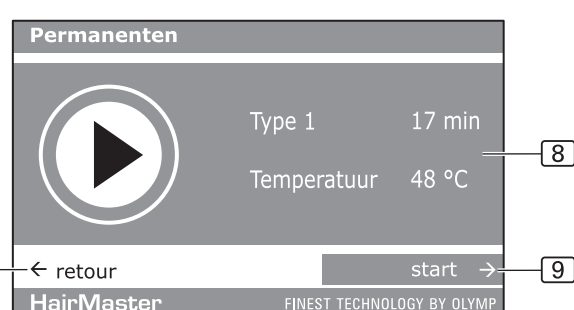 Permanenten
Type 1 17 min
8
Temperatuur 48 °C
← retour start → 9
HairMaster FINEST TECHNOLOGY BY OLYMP